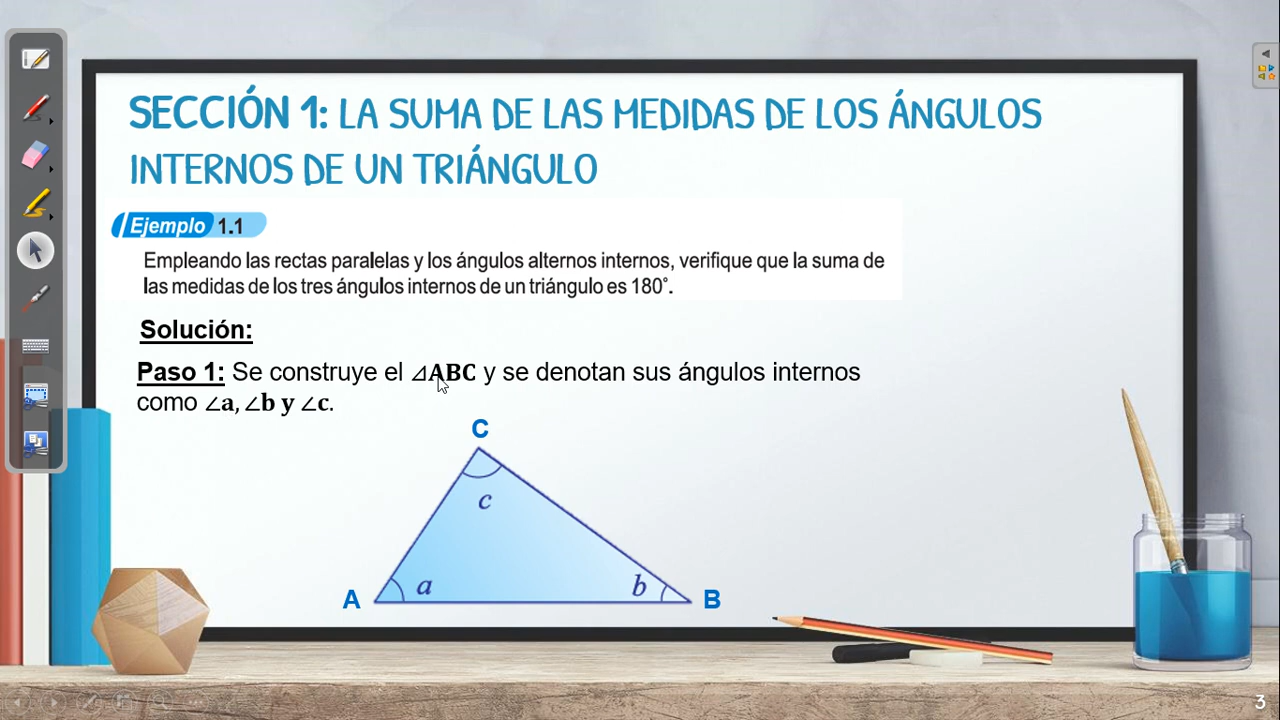 SECCIÓN 1: LA SUMA DE LAS MEDIDAS DE LOS ÁNGULOS
INTERNOS DE UN TRIÁNGULO
Ejemplo 1.1
Empleando las rectas paralelas y los ángulos alternos internos, verifique que la suma de
las medidas de los tres ángulos internos de un triángulo es 180°.
Solución:
Paso 1: Se construye el ⊿ABC y se denotan sus ángulos internos
como ∠a, ∠b y ∠c.
C
c
A
a
b
B
3